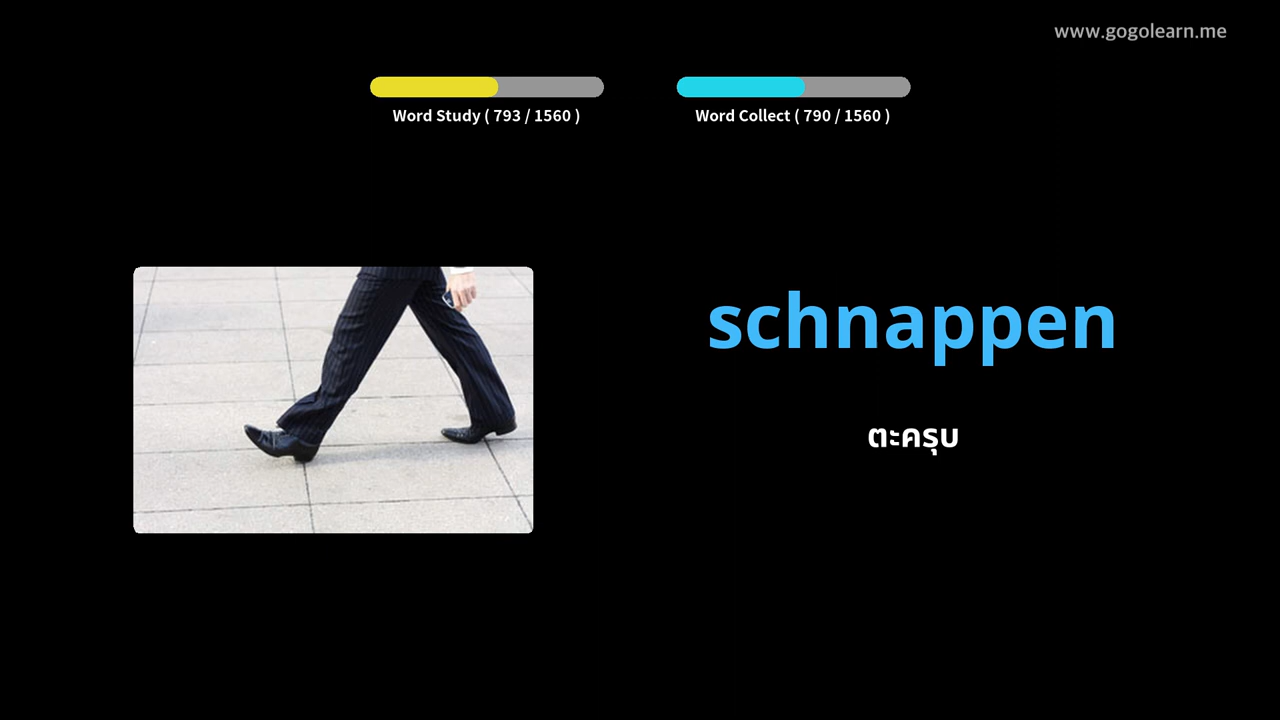 www.gogolearn.me
Word Study ( 793 / 1560 )
Word Collect ( 790 / 1560 )
schnappen
ตะครุบ